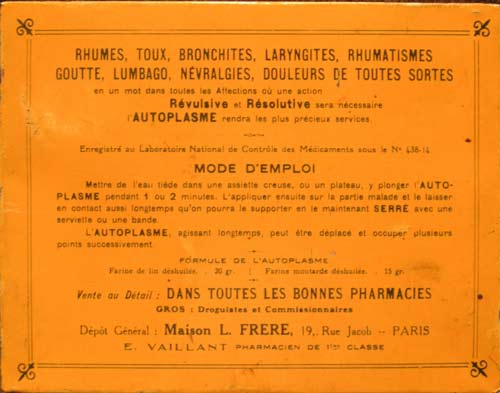 RHUMES, TOUX, BRONCHITES, LARYNGITES, RHUMATISMES
GOUTTE, LUMBAGO, NÉVRALGIES, DOULEURS DE TOUTES SORTES
en un mot dans toutes les Affections où une action
Révulsive et Résolutive sera nécessaire
l'AUTOPLASME rendra les plus précieux services.
Enregistré au Laboratoire National de Contrôle des Médicaments sous le No 438-14
MODE D'EMPLOI
Mettre de l'eau tiède dans une assiette creuse, ou un plateau, y plonger l'AUTO-
PLASME pendant 1 ou 2 minutes. L'appliquer ensuite sur la partie malade et le laisser
en contact aussi longtemps qu'on pourra le supporter en le maintenant SERRÉ avec une
serviette ou une bande.
L'AUTOPLASME, agissant longtemps, peut être déplacé et occuper plusieurs
points successivement.
FORMULE DE L'AUTOPLASME
Farine de lin déshuilée. . 20 gr. | Farine moutarde déshuilée. . 15 gr.
Vente au Détail : DANS TOUTES LES BONNES PHARMACIES
GROS : Droguistes et Commissionnaires
Dépôt Général : Maison L. FRERE, 19, Rue Jacob -- PARIS
E. VAILLANT PHARMACIEN DE 1ère CLASSE